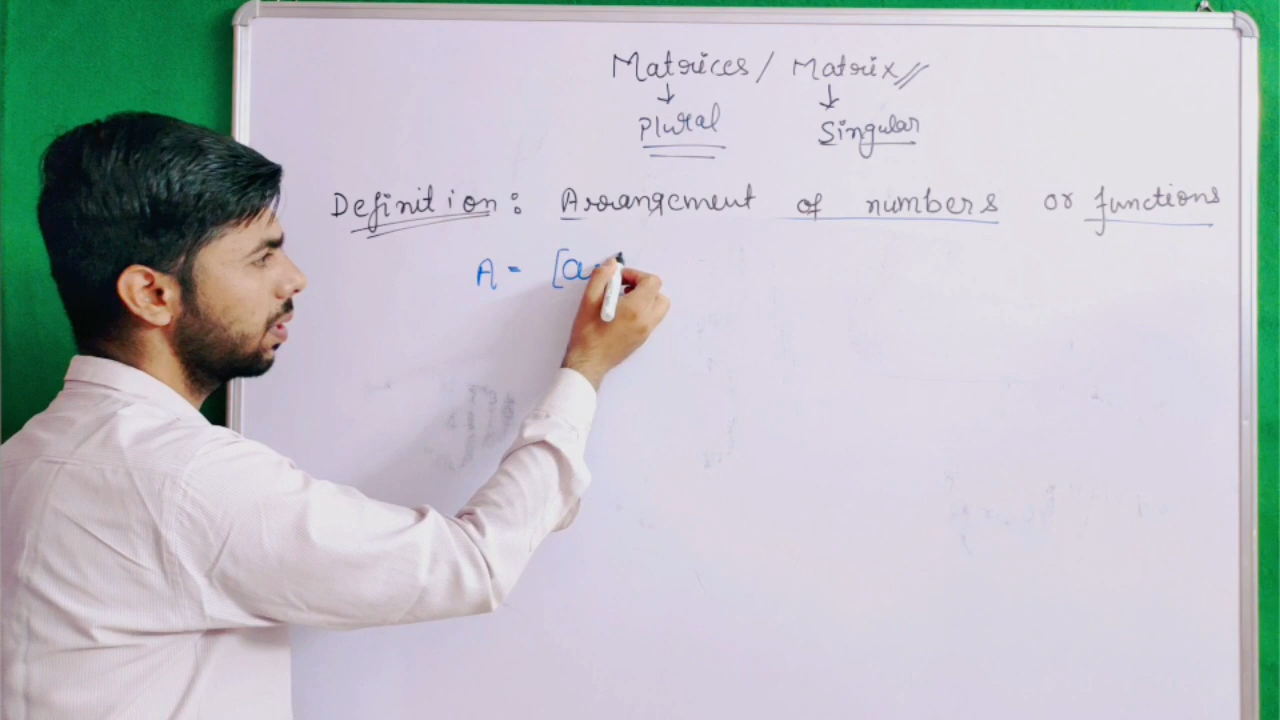 Matrices / Matrix //
↓ ↓
Plural Singular
Definition: Arrangement of numbers or functions
A = [a